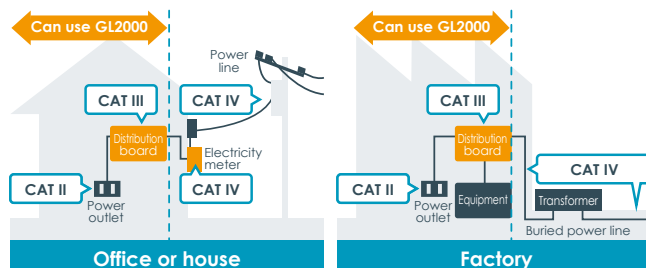 Can use GL2000
Power
line
CAT III
CAT IV
Distribution
board
Electricity
meter
CAT II
CAT IV
Power
outlet
Office or house
Can use GL2000
CAT III
Distribution
board
CAT IV
CAT II
Equipment
Transformer
Power
outlet
Buried power line
Factory